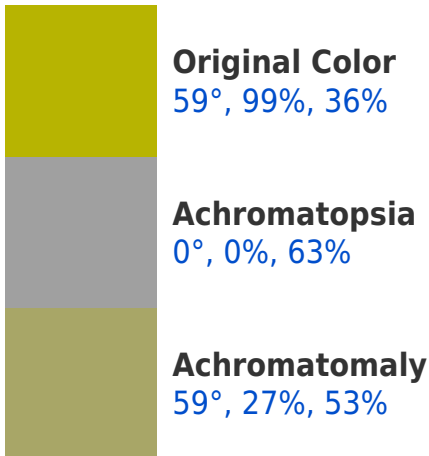 Original Color
59°, 99%, 36%
Achromatopsia
0°, 0%, 63%
Achromatomaly
59°, 27%, 53%